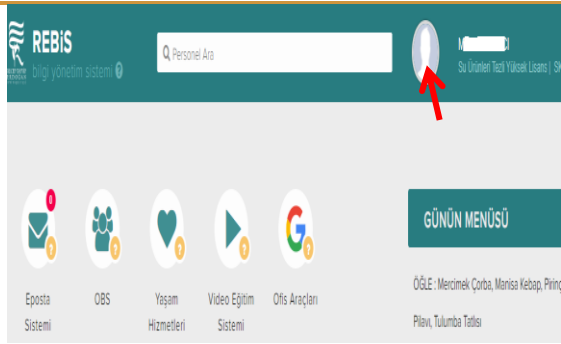 REBİS
bilgi yönetim sistemi ?
Personel Ara
Su Ürünleri Tezli Yüksek Lisans |
0
? ? ? ?
Eposta
Sistemi
OBS
Yaşam
Hizmetleri
Video Eğitim
Sistemi
Ofis Araçları
GÜNÜN MENÜSÜ
ÖĞLE : Mercimek Çorba, Manisa Kebap, Pirinç
Pilavı, Tulumba Tatlısı